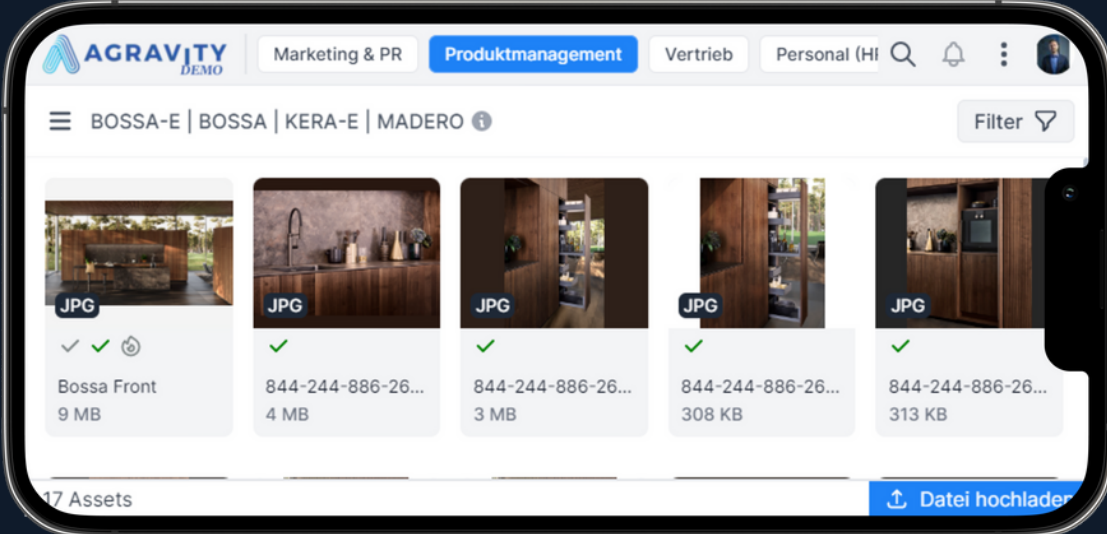 AGRAVITY
DEMO
Marketing & PR
Produktmanagement
Vertrieb
Personal (HR
BOSSA-E | BOSSA | KERA-E | MADERO
Filter
JPG
JPG
JPG
JPG
JPG
Bossa Front
844-244-886-26...
844-244-886-26...
844-244-886-26...
844-244-886-26...
9 MB
4 MB
3 MB
308 KB
313 KB
17 Assets
Datei hochladen